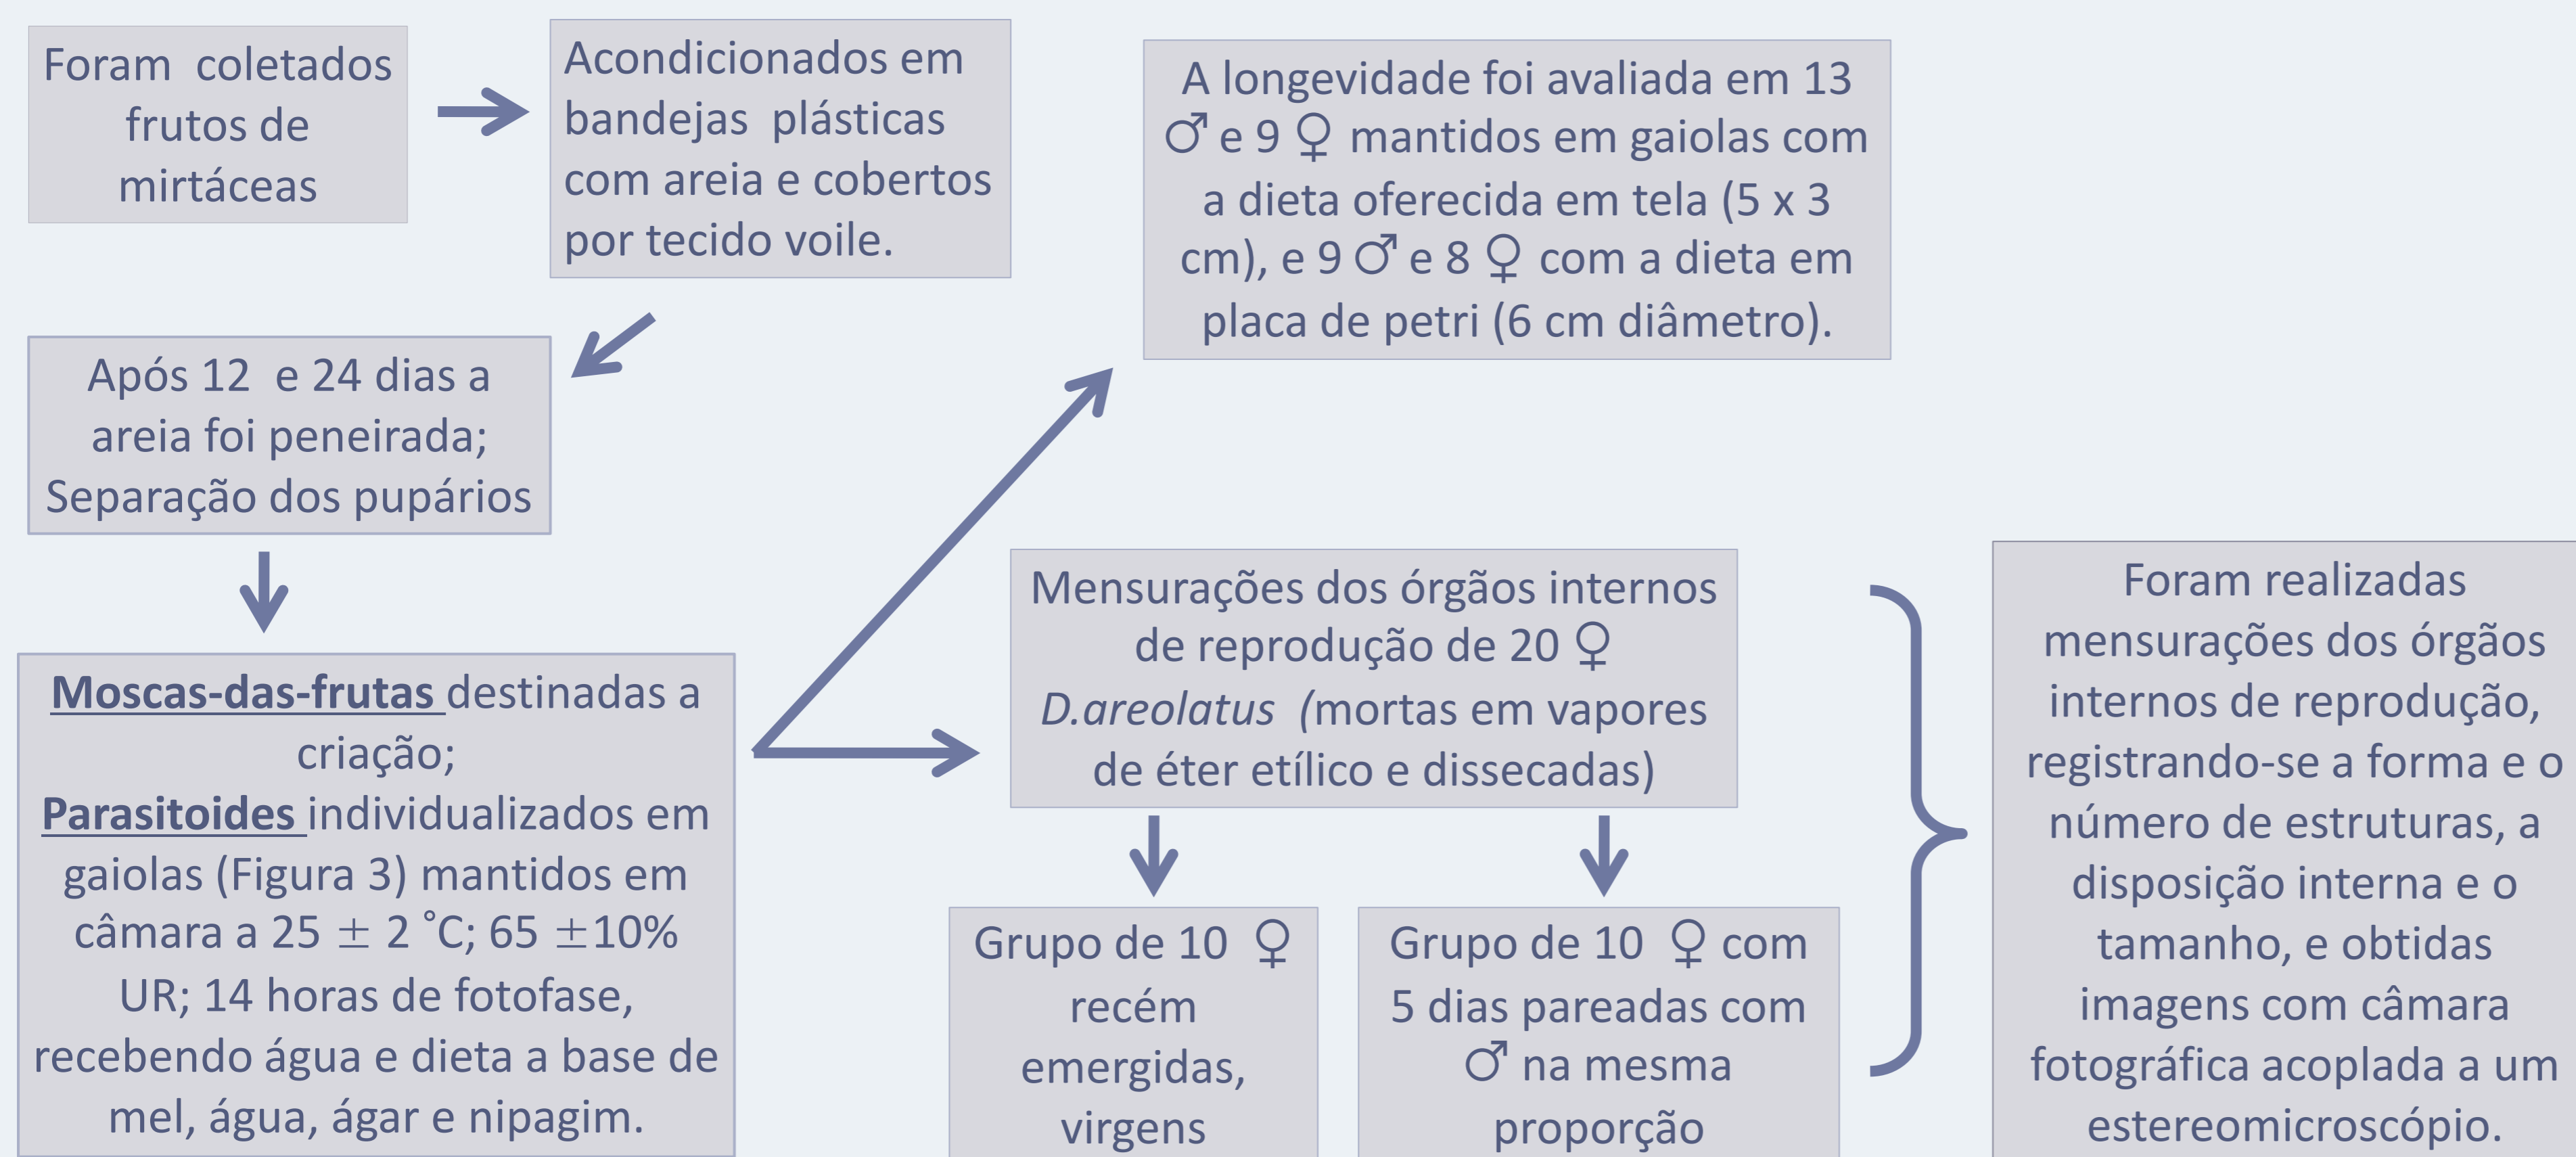 Foram coletados
frutos de
mirtáceas
Acondicionados em
bandejas plásticas
com areia e cobertos
por tecido voile.
Após 12 e 24 dias a
areia foi peneirada;
Separação dos pupários
Moscas-das-frutas destinadas a
criação;
Parasitoides individualizados em
gaiolas (Figura 3) mantidos em
câmara a 25 ± 2 ˚C; 65 ±10%
UR; 14 horas de fotofase,
recebendo água e dieta a base de
mel, água, ágar e nipagim.
A longevidade foi avaliada em 13
♂ e 9 ♀ mantidos em gaiolas com
a dieta oferecida em tela (5 x 3
cm), e 9 ♂ e 8 ♀ com a dieta em
placa de petri (6 cm diâmetro).
Mensurações dos órgãos internos
de reprodução de 20 ♀
D.areolatus (mortas em vapores
de éter etílico e dissecadas)
Grupo de 10 ♀
recém
emergidas,
virgens
Grupo de 10 ♀ com
5 dias pareadas com
♂ na mesma
proporção
Foram realizadas
mensurações dos órgãos
internos de reprodução,
registrando-se a forma e o
número de estruturas, a
disposição interna e o
tamanho, e obtidas
imagens com câmara
fotográfica acoplada a um
estereomicroscópio.